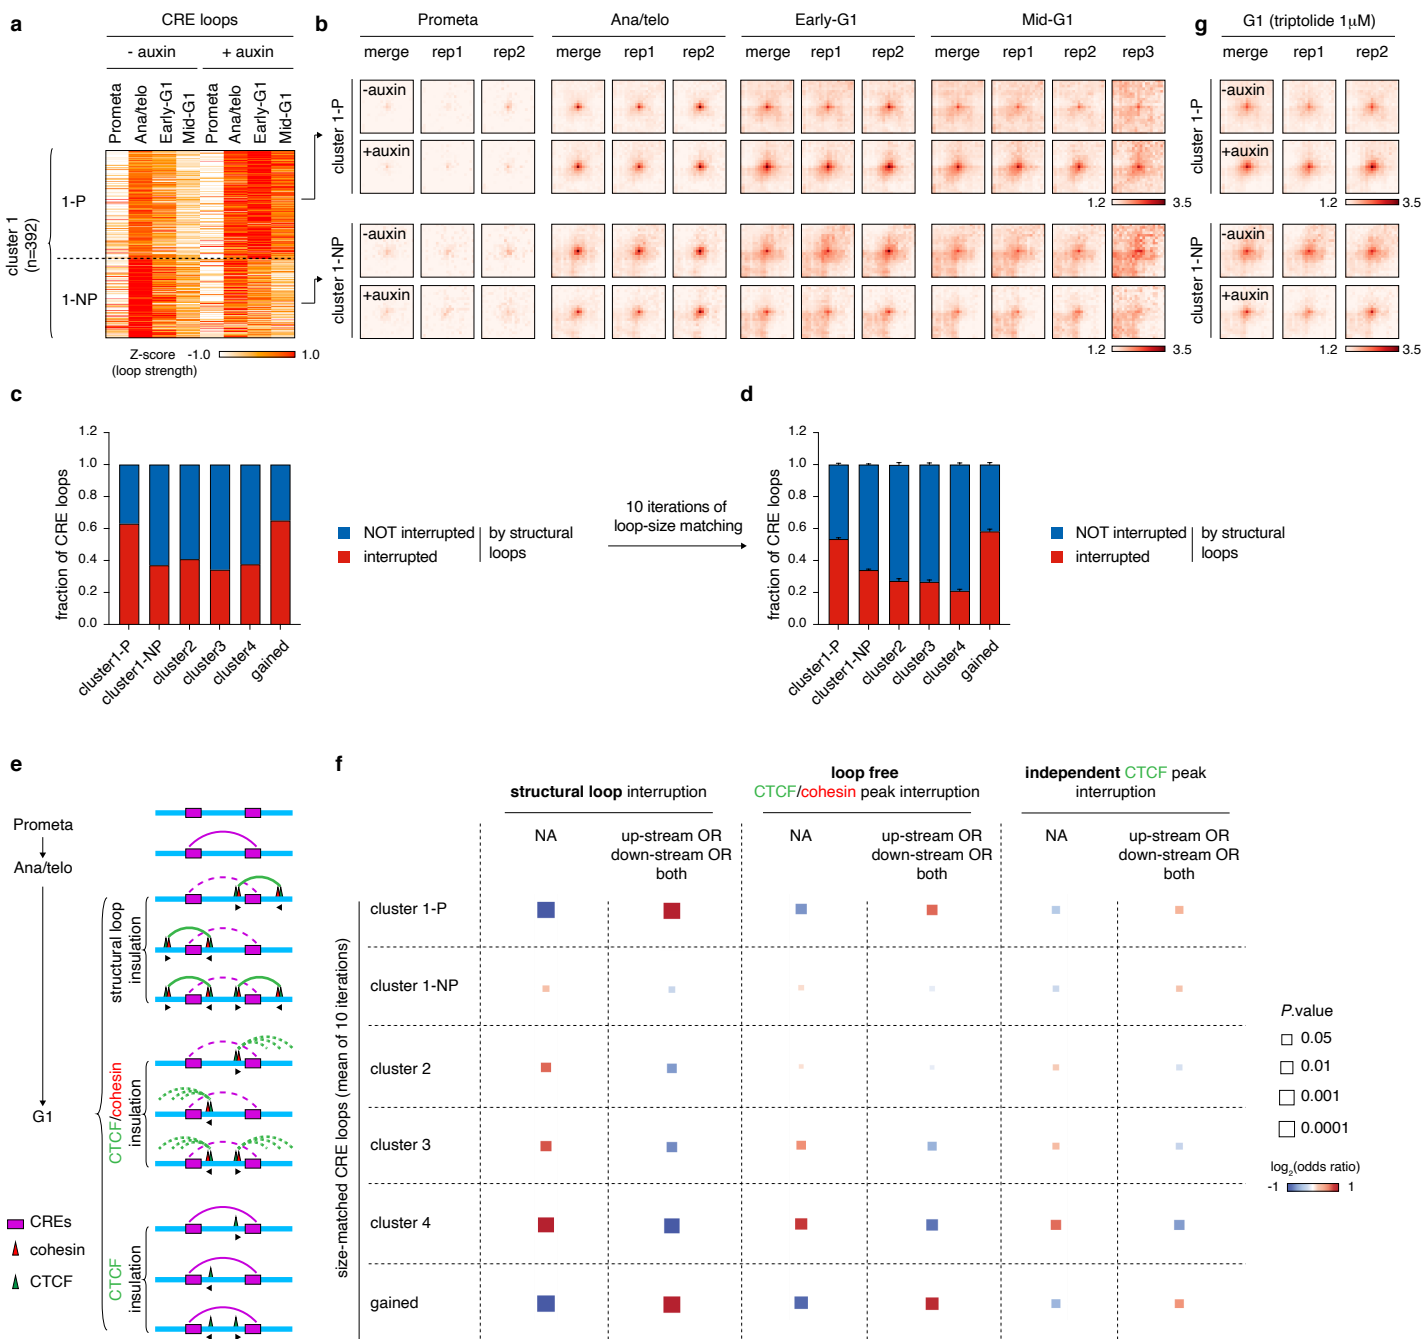 a
CRE loops
- auxin
+ auxin
Prometa
Ana/telo
Early-G1
Mid-G1
Prometa
Ana/telo
Early-G1
Mid-G1
cluster 1
(n=392)
1-P
1-NP
Z-score
(loop strength)
-1.0
1.0
b
Prometa
Ana/telo
Early-G1
Mid-G1
merge
rep1
rep2
merge
rep1
rep2
merge
rep1
rep2
merge
rep1
rep2
rep3
cluster 1-P
-auxin
+auxin
1.2
3.5
cluster 1-NP
-auxin
+auxin
1.2
3.5
g
G1 (triptolide 1μM)
merge
rep1
rep2
cluster 1-P
-auxin
+auxin
1.2
3.5
cluster 1-NP
-auxin
+auxin
1.2
3.5
c
fraction of CRE loops
1.2
1.0
0.8
0.6
0.4
0.2
0.0
cluster1-P
cluster1-NP
cluster2
cluster3
cluster4
gained
NOT interrupted
interrupted
by structural
loops
10 iterations of
loop-size matching
d
fraction of CRE loops
1.2
1.0
0.8
0.6
0.4
0.2
0.0
cluster1-P
cluster1-NP
cluster2
cluster3
cluster4
gained
NOT interrupted
interrupted
by structural
loops
e
Prometa
Ana/telo
G1
structural loop
insulation
CTCF/cohesin
insulation
CTCF
insulation
CREs
cohesin
CTCF
f
structural loop interruption
loop free
CTCF/cohesin peak interruption
independent CTCF peak
interruption
NA
up-stream OR
down-stream OR
both
NA
up-stream OR
down-stream OR
both
NA
up-stream OR
down-stream OR
both
size-matched CRE loops (mean of 10 iterations)
cluster 1-P
cluster 1-NP
cluster 2
cluster 3
cluster 4
gained
P.value
0.05
0.01
0.001
0.0001
log2(odds ratio)
-1
1